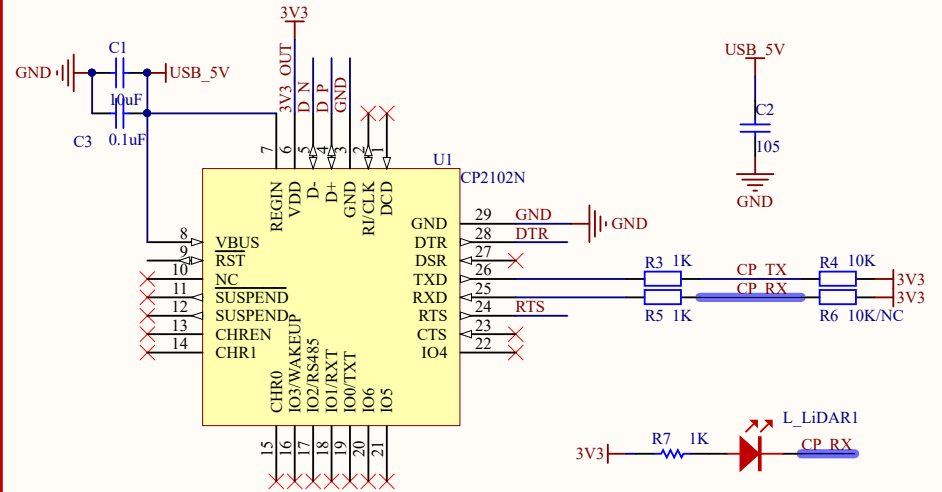 3V3
C1
GND
USB_5V
10uF
C3
0.1uF
3V3_OUT
D_N
D_P
GND
7
6
5
4
3
2
1
U1
CP2102N
REGIN
VDD
D-
D+
GND
RI/CLK
DCD
8
VBUS
9
RST
10
NC
11
SUSPEND
12
SUSPEND
13
CHREN
14
CHR1
GND
29
GND
GND
DTR
28
DTR
DSR
27
TXD
26
RXD
25
RTS
24
RTS
CTS
23
IO4
22
R3 1K
CP_TX
R4 10K
3V3
CP_RX
3V3
R5 1K
R6 10K/NC
CHR0
IO3/WAKEUP
IO2/RS485
IO1/RXT
IO0/TXT
IO6
IO5
15
16
17
18
19
20
21
USB_5V
C2
105
GND
L_LiDAR1
3V3
R7 1K
CP_RX